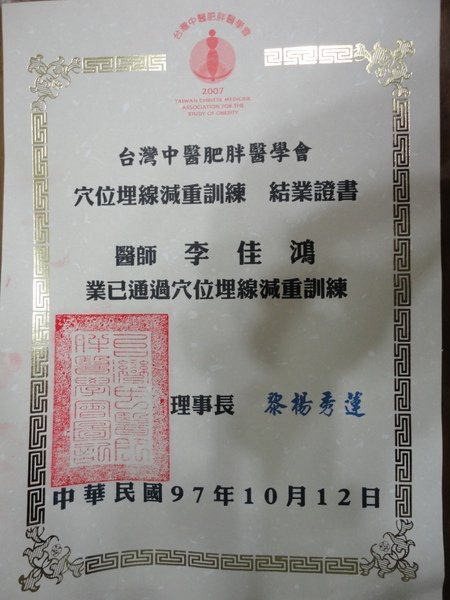 台灣中醫肥胖醫學會
2007
TAIWAN CHINESE MEDICINE
ASSOCIATION FOR THE
STUDY OF OBESITY
台灣中醫肥胖醫學會
穴位埋線減重訓練 結業證書
醫師 李佳鴻
業已通過穴位埋線減重訓練
理事長 黎楊秀蓮
中華民國97年10月12日